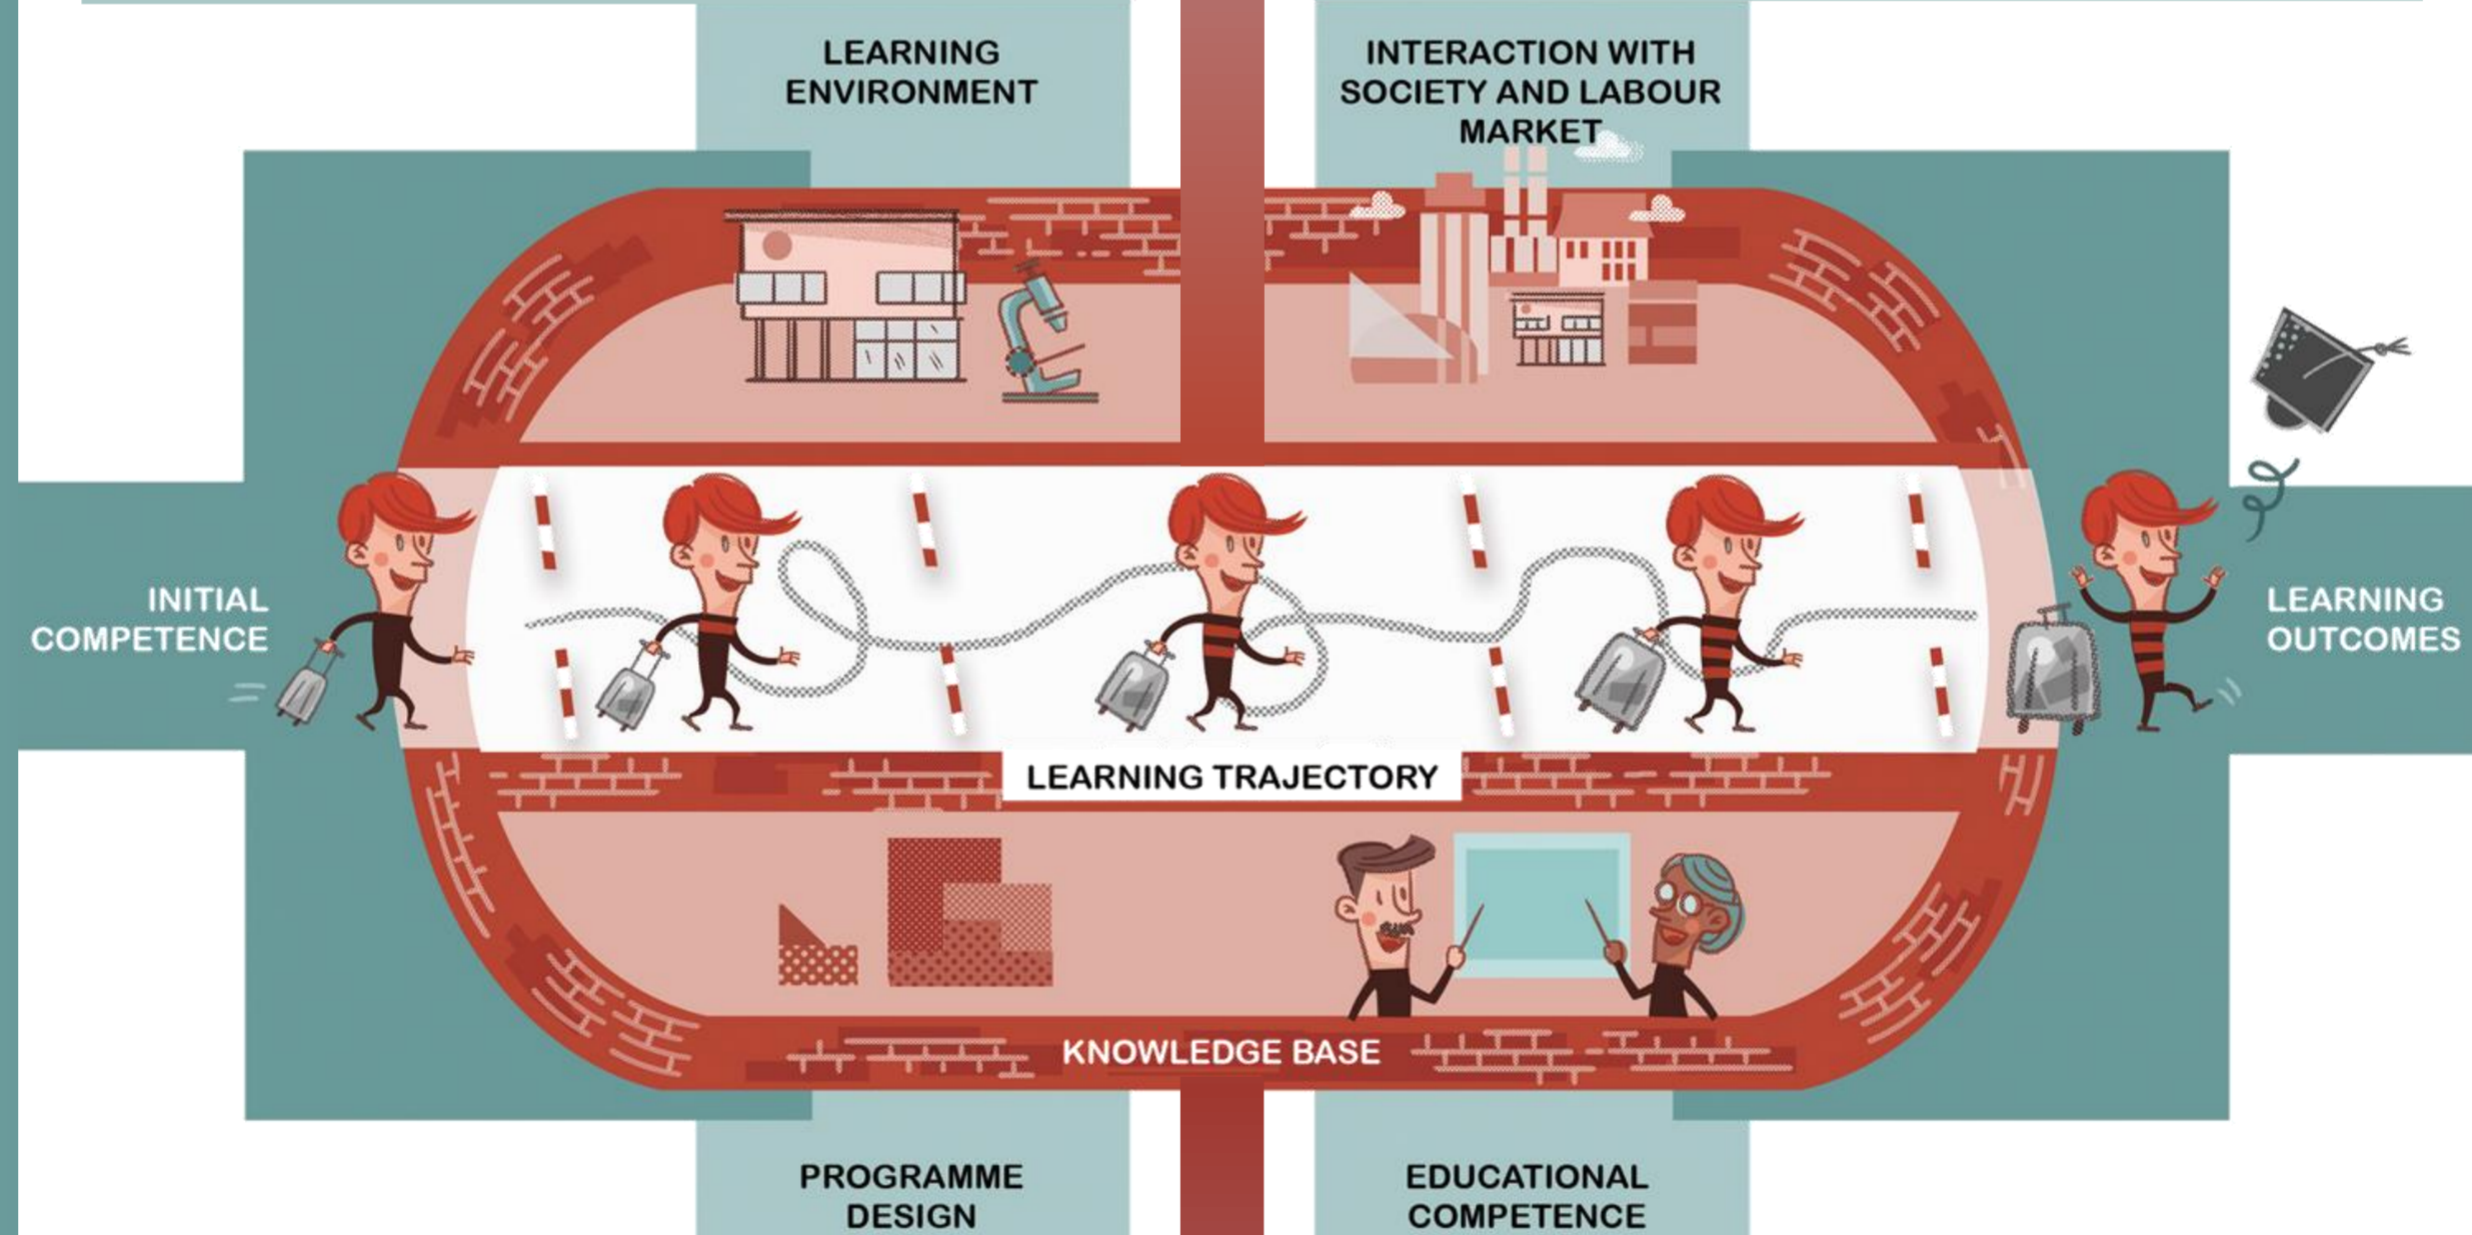 LEARNING
ENVIRONMENT
INTERACTION WITH
SOCIETY AND LABOUR
MARKET
INITIAL
COMPETENCE
LEARNING
OUTCOMES
LEARNING TRAJECTORY
KNOWLEDGE BASE
PROGRAMME
DESIGN
EDUCATIONAL
COMPETENCE